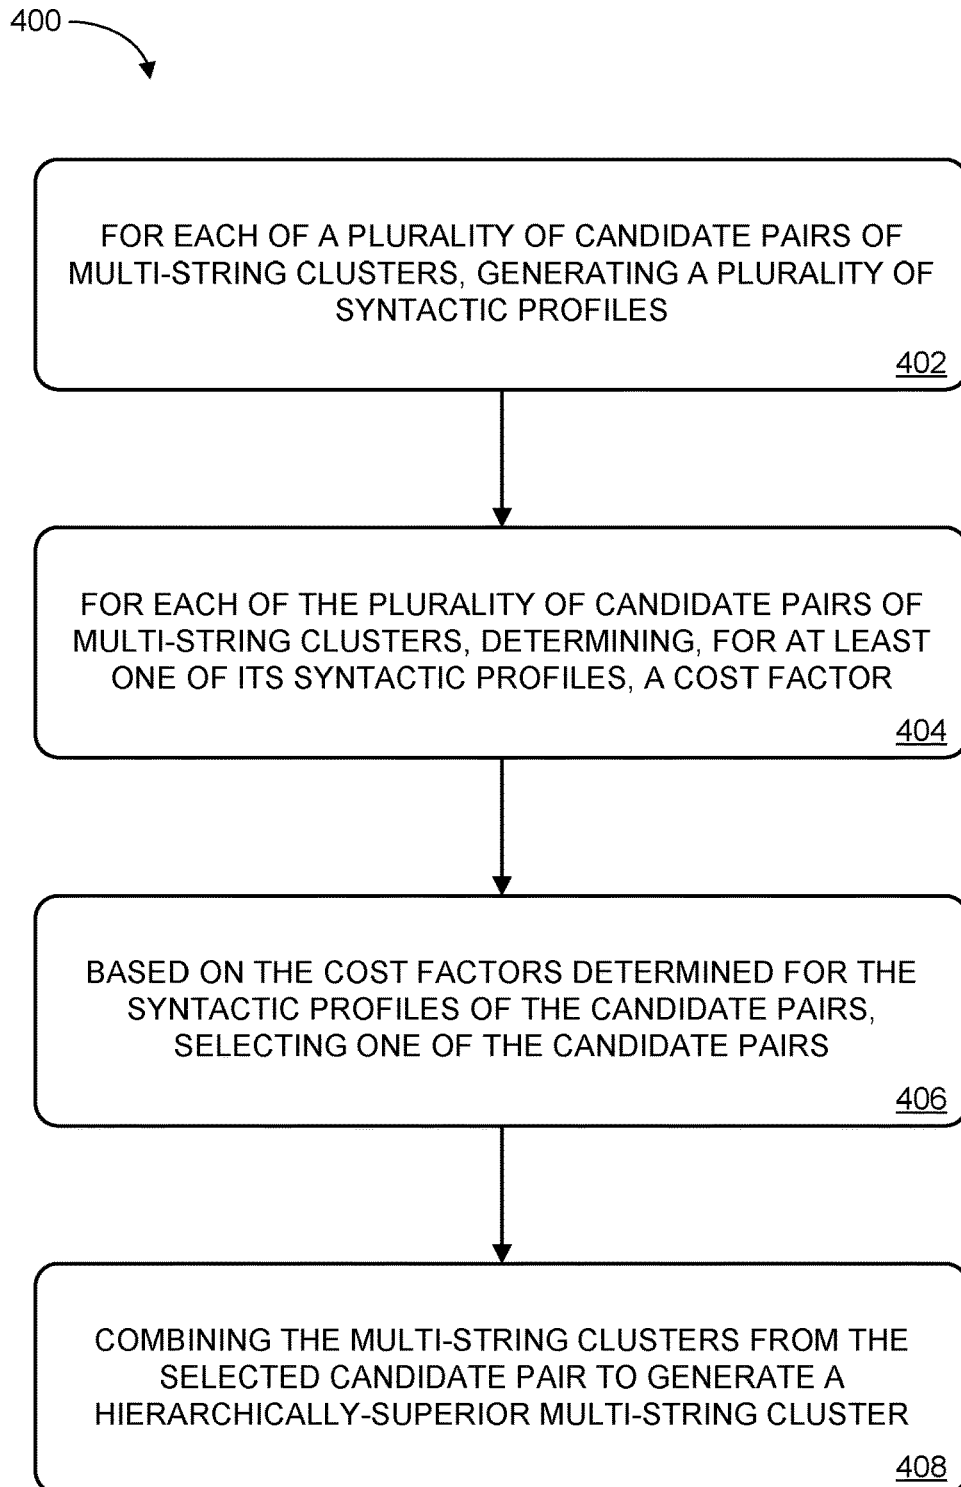 400
FOR EACH OF A PLURALITY OF CANDIDATE PAIRS OF
MULTI-STRING CLUSTERS, GENERATING A PLURALITY OF
SYNTACTIC PROFILES
402
FOR EACH OF THE PLURALITY OF CANDIDATE PAIRS OF
MULTI-STRING CLUSTERS, DETERMINING, FOR AT LEAST
ONE OF ITS SYNTACTIC PROFILES, A COST FACTOR
404
BASED ON THE COST FACTORS DETERMINED FOR THE
SYNTACTIC PROFILES OF THE CANDIDATE PAIRS,
SELECTING ONE OF THE CANDIDATE PAIRS
406
COMBINING THE MULTI-STRING CLUSTERS FROM THE
SELECTED CANDIDATE PAIR TO GENERATE A
HIERARCHICALLY-SUPERIOR MULTI-STRING CLUSTER
408